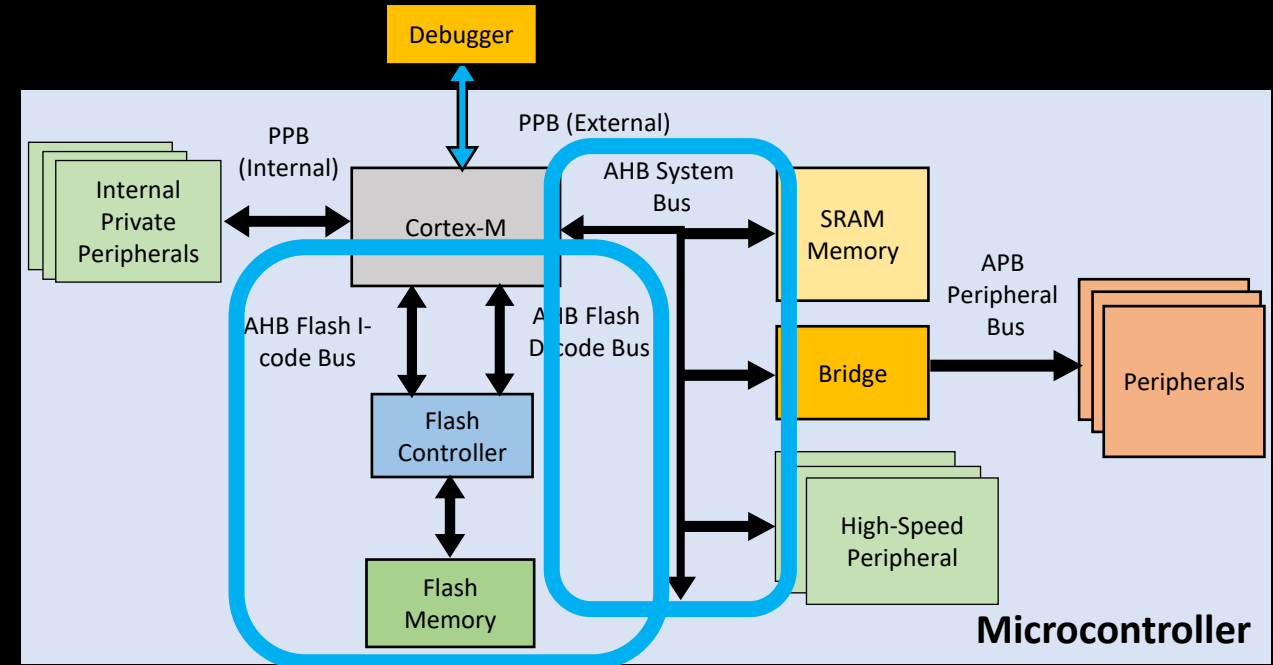 Debugger
PPB (External)
PPB
(Internal)
AHB System
Bus
Internal
Private
Peripherals
Cortex-M
SRAM
Memory
APB
Peripheral
Bus
AHB Flash I-
code Bus
AHB Flash
D-code Bus
Bridge
Peripherals
Flash
Controller
High-Speed
Peripheral
Flash
Memory
Microcontroller